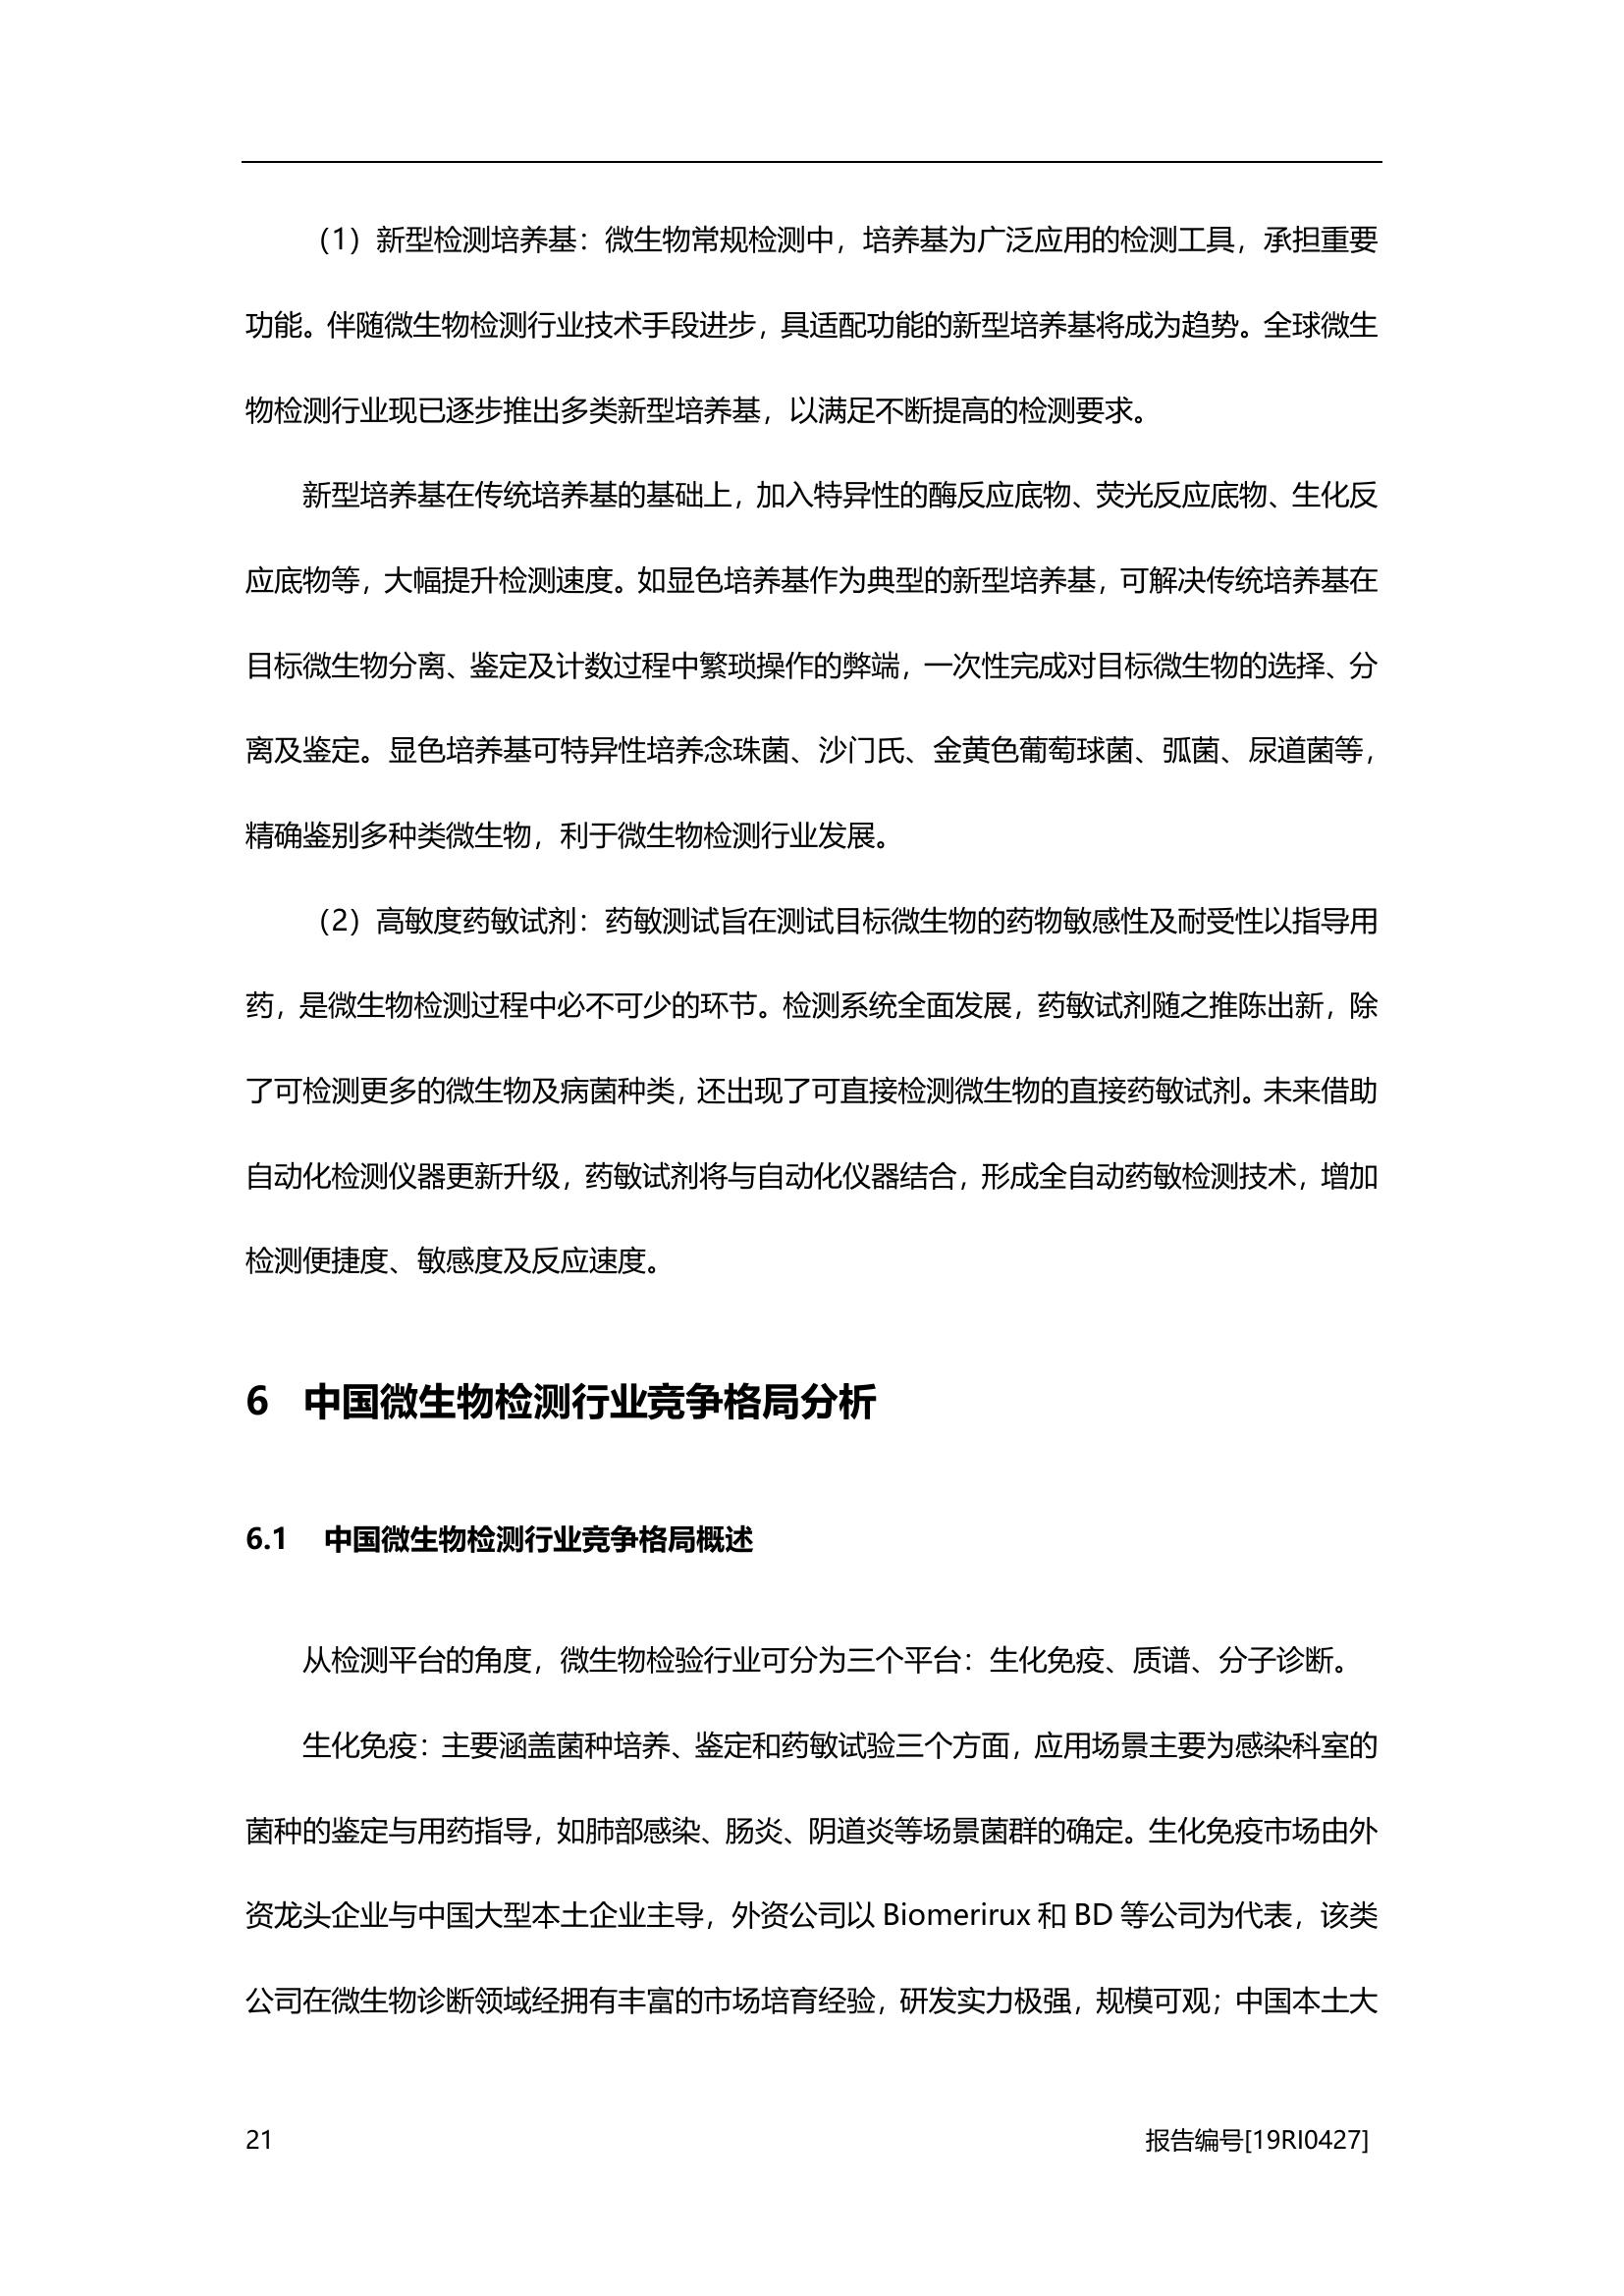 （1）新型检测培养基：微生物常规检测中，培养基为广泛应用的检测工具，承担重要
功能。伴随微生物检测行业技术手段进步，具适配功能的新型培养基将成为趋势。全球微生
物检测行业现已逐步推出多类新型培养基，以满足不断提高的检测要求。
新型培养基在传统培养基的基础上，加入特异性的酶反应底物、荧光反应底物、生化反
应底物等，大幅提升检测速度。如显色培养基作为典型的新型培养基，可解决传统培养基在
目标微生物分离、鉴定及计数过程中繁琐操作的弊端，一次性完成对目标微生物的选择、分
离及鉴定。显色培养基可特异性培养念珠菌、沙门氏、金黄色葡萄球菌、弧菌、尿道菌等，
精确鉴别多种类微生物，利于微生物检测行业发展。
（2）高敏度药敏试剂：药敏测试旨在测试目标微生物的药物敏感性及耐受性以指导用
药，是微生物检测过程中必不可少的环节。检测系统全面发展，药敏试剂随之推陈出新，除
了可检测更多的微生物及病菌种类，还出现了可直接检测微生物的直接药敏试剂。未来借助
自动化检测仪器更新升级，药敏试剂将与自动化仪器结合，形成全自动药敏检测技术，增加
检测便捷度、敏感度及反应速度。
6 中国微生物检测行业竞争格局分析
6.1 中国微生物检测行业竞争格局概述
从检测平台的角度，微生物检验行业可分为三个平台：生化免疫、质谱、分子诊断。
生化免疫：主要涵盖菌种培养、鉴定和药敏试验三个方面，应用场景主要为感染科室的
菌种的鉴定与用药指导，如肺部感染、肠炎、阴道炎等场景菌群的确定。生化免疫市场由外
资龙头企业与中国大型本土企业主导，外资公司以 Biomerirux 和 BD 等公司为代表，该类
公司在微生物诊断领域经拥有丰富的市场培育经验，研发实力极强，规模可观；中国本土大
21 报告编号[19RI0427]